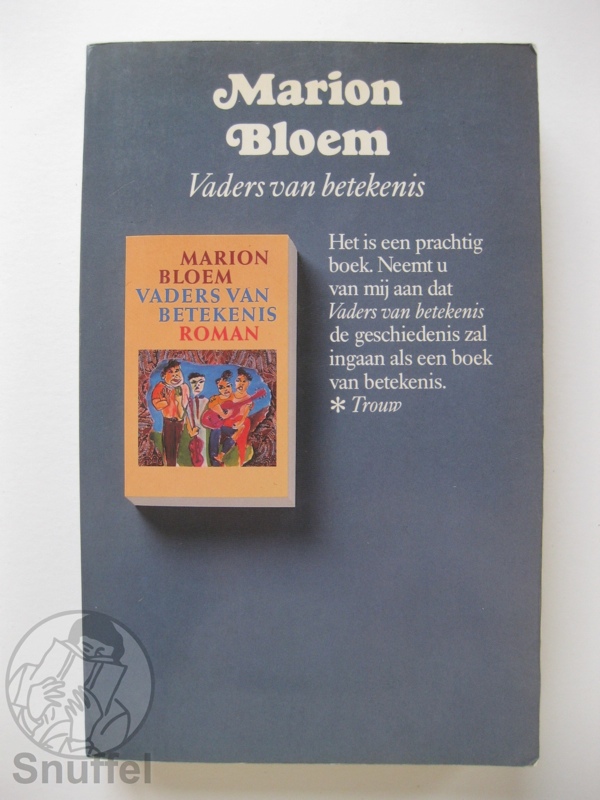 Marion
Bloem
Vaders van betekenis
MARION
BLOEM
VADERS VAN
BETEKENIS
ROMAN
Het is een prachtig
boek. Neemt u
van mij aan dat
Vaders van betekenis
de geschiedenis zal
ingaan als een boek
van betekenis.
* Trouw
Snuffel